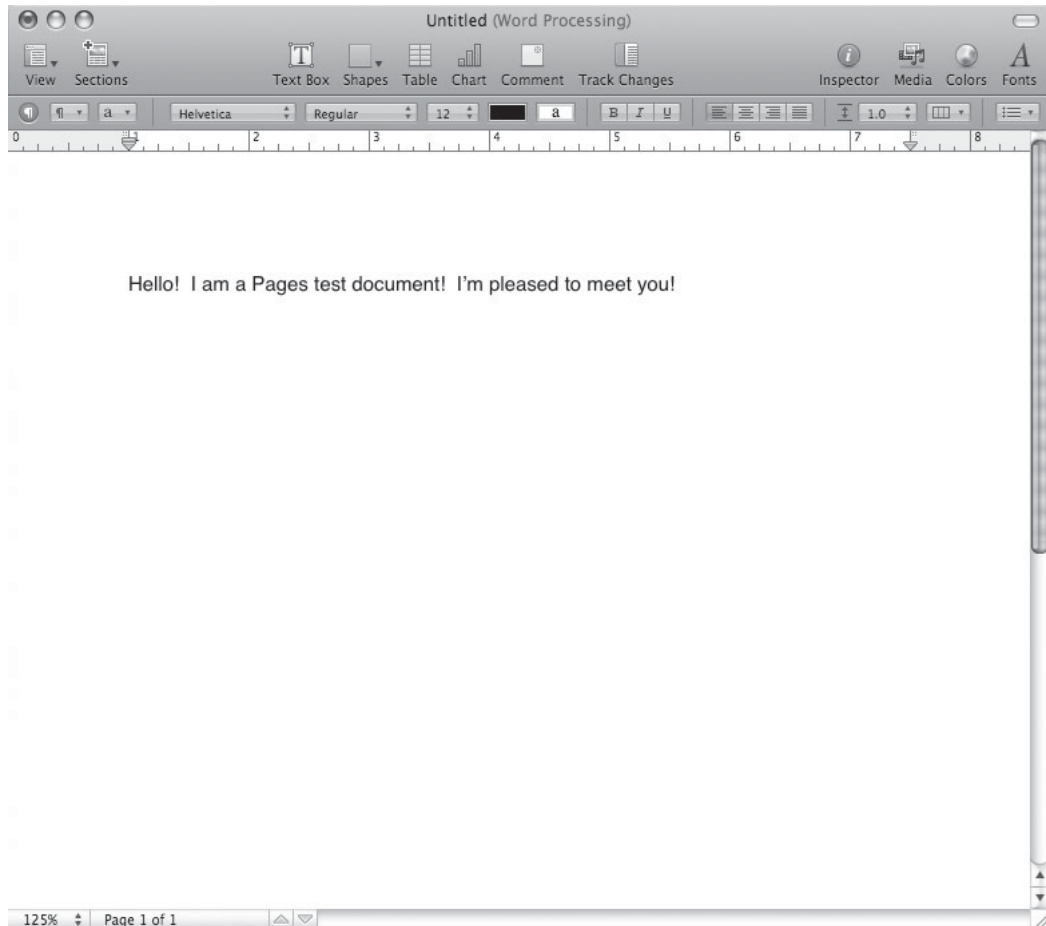 Untitled (Word Processing)
View Sections Text Box Shapes Table Chart Comment Track Changes Inspector Media Colors Fonts
¶ a Helvetica Regular 12 a B I U 1.0
0 1 2 3 4 5 6 7 8
Hello! I am a Pages test document! I'm pleased to meet you!
125% Page 1 of 1